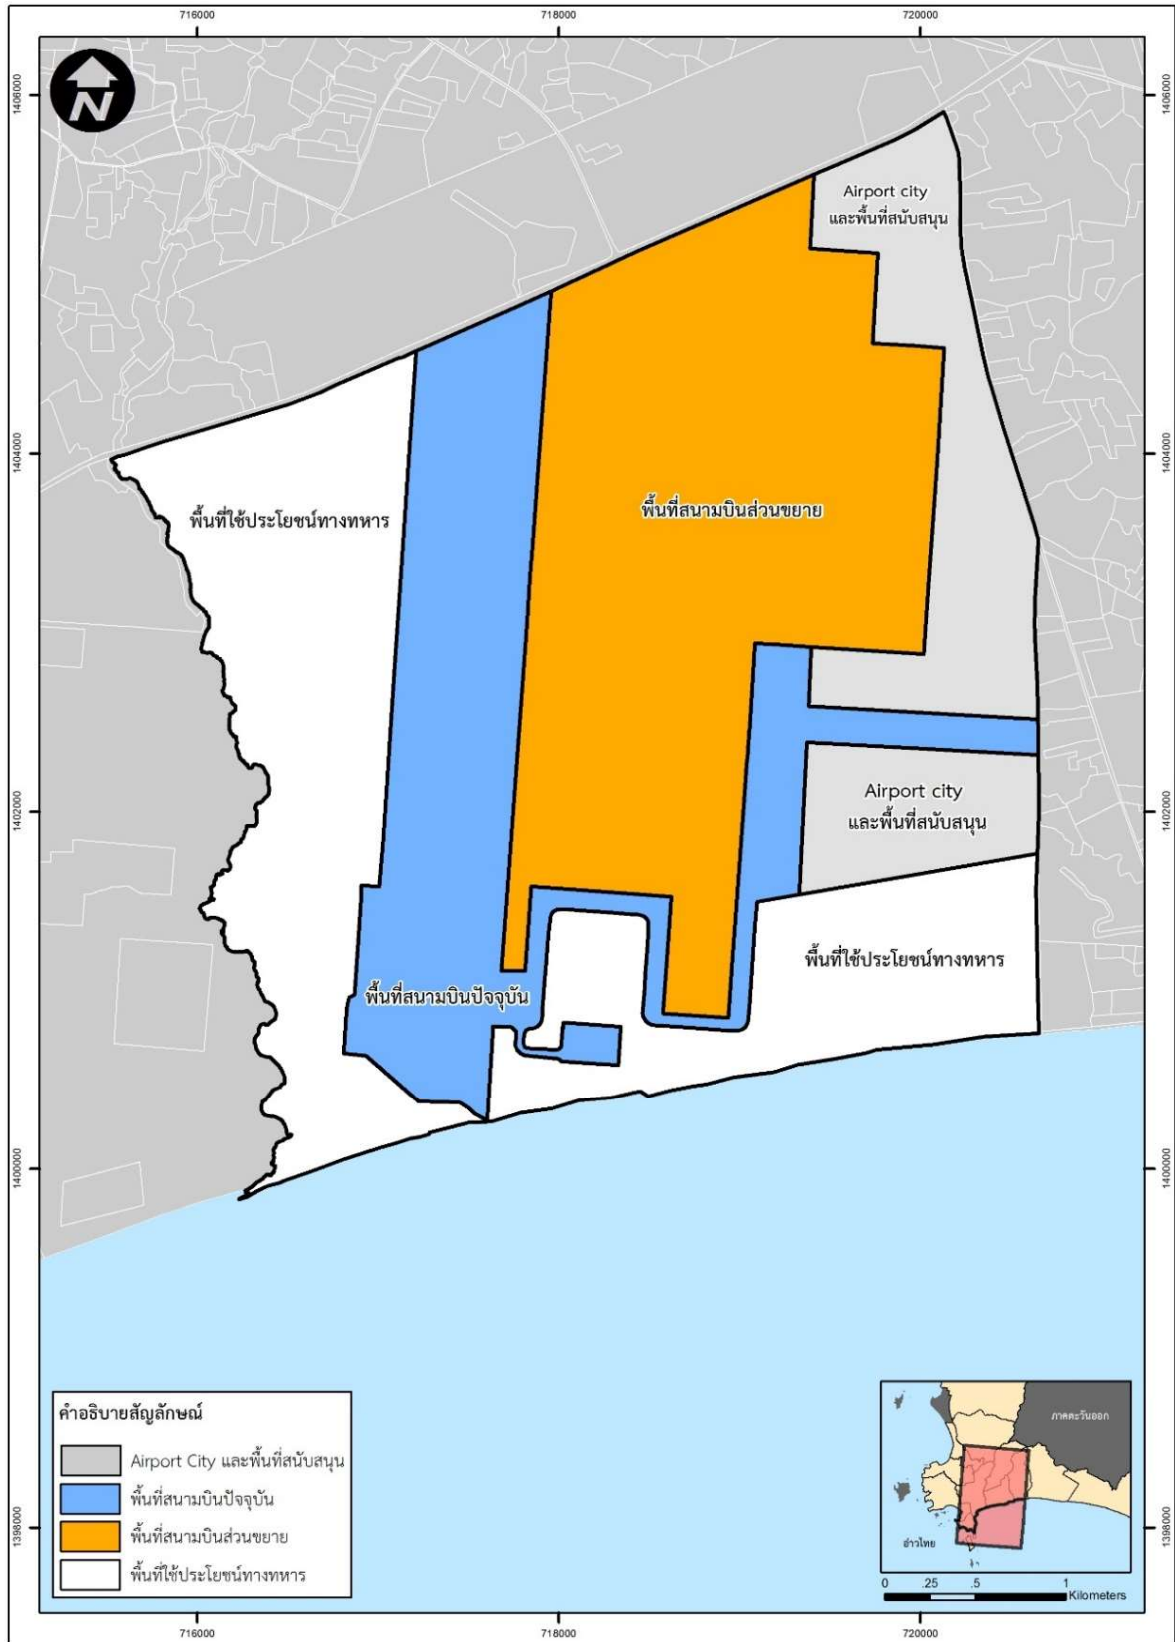 716000
718000
720000
1406000
1406000
N
Airport city
และพื้นที่สนับสนุน
1404000
1404000
พื้นที่ใช้ประโยชน์ทางทหาร
พื้นที่สนามบินส่วนขยาย
1402000
1402000
Airport city
และพื้นที่สนับสนุน
พื้นที่ใช้ประโยชน์ทางทหาร
พื้นที่สนามบินปัจจุบัน
1400000
1400000
คำอธิบายสัญลักษณ์
Airport City และพื้นที่สนับสนุน
พื้นที่สนามบินปัจจุบัน
พื้นที่สนามบินส่วนขยาย
พื้นที่ใช้ประโยชน์ทางทหาร
ภาคตะวันออก
อ่าวไทย
1398000
1398000
0 .25 .5 1
Kilometers
716000
718000
720000